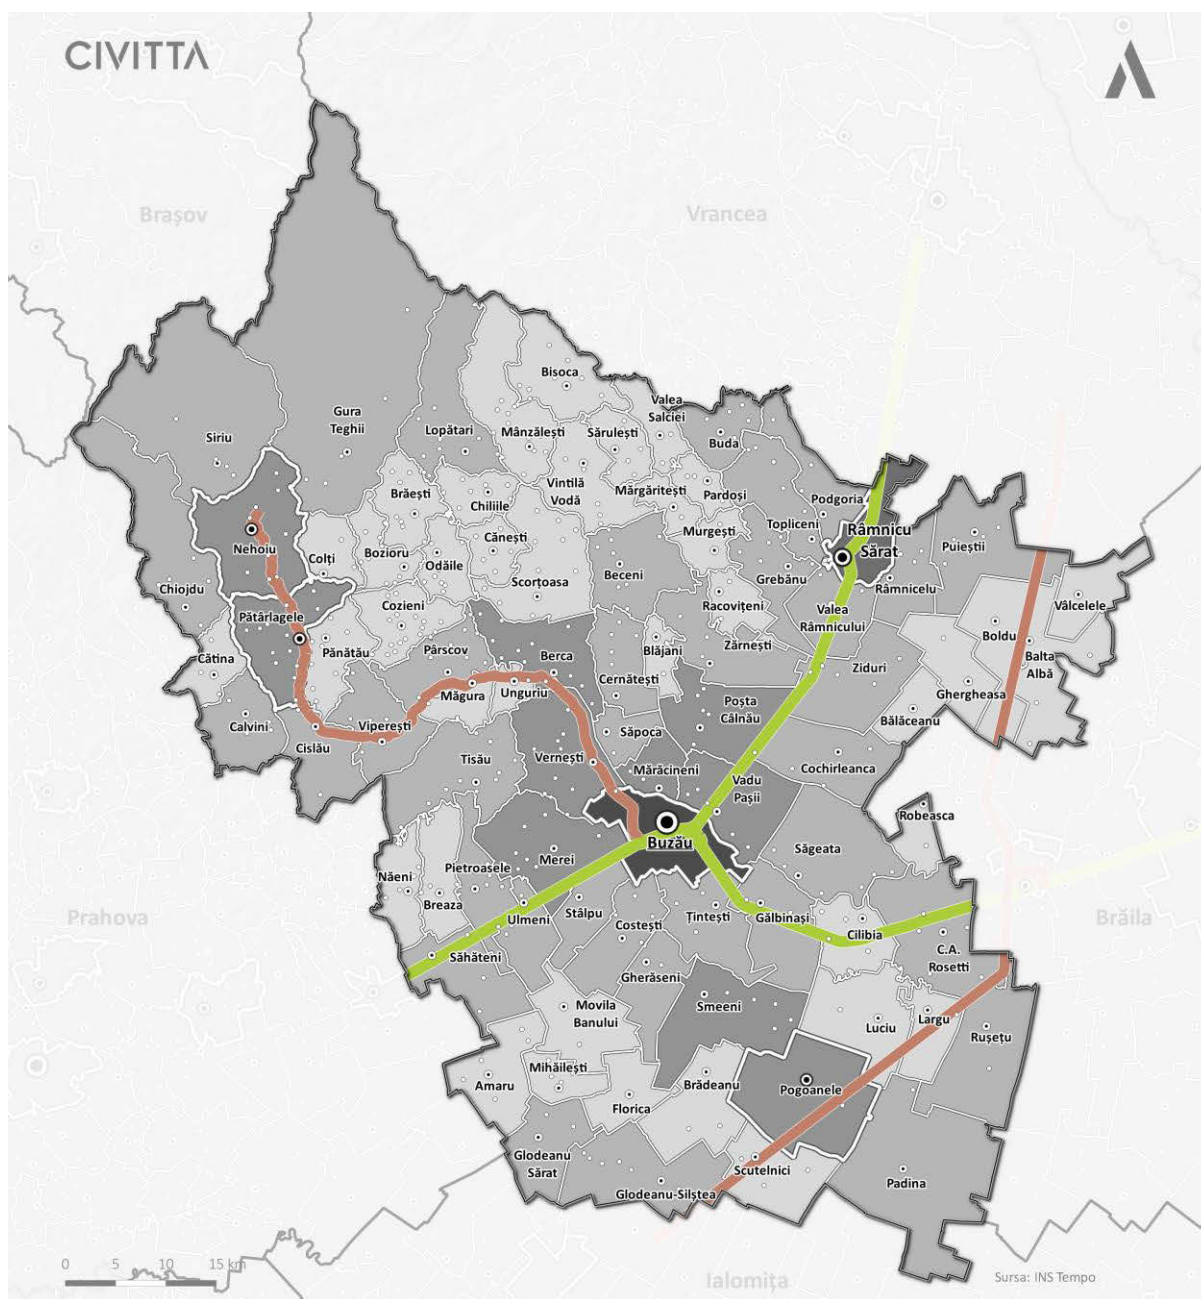 CIVITTA
Brașov
Vrancea
Bisoca
Valea
Salciei
Gura
Teghii
Siriu
Lopătari
Mânzălești
Sărulești
Buda
Vintilă
Vodă
Brăești
Chiliile
Mărgăritești
Pardoși
Podgoria
Topliceni
Râmnicu
Sărat
Murgești
Puieștii
Nehoiu
Colți
Bozioru
Odăile
Cănești
Scorțoasa
Beceni
Grebănu
Râmnicelu
Chiojdu
Pătârlagele
Cozieni
Racovițeni
Valea
Râmnicului
Vâlcelele
Boldu
Balta
Albă
Cătina
Pănătău
Pârscov
Berca
Blăjani
Zărnești
Ziduri
Cernătești
Măgura
Unguriu
Poșta
Câlnău
Ghergheasa
Bălăceanu
Calvini
Cislău
Viperești
Tisău
Vernești
Săpoca
Mărăcineni
Vadu
Pașii
Cochirleanca
Robeasca
Buzău
Săgeata
Merei
Pietroasele
Năeni
Breaza
Prahova
Ulmeni
Stâlpu
Costești
Țintești
Gălbinași
Cilibia
Brăila
Săhăteni
C.A.
Rosetti
Gherăseni
Movila
Banului
Smeeni
Luciu
Largu
Rușețu
Amaru
Mihăilești
Florica
Brădeanu
Pogoanele
Glodeanu
Sărat
Glodeanu-Siliștea
Scutelnici
Padina
0 5 10 15 km
Ialomița
Sursa: INS Tempo